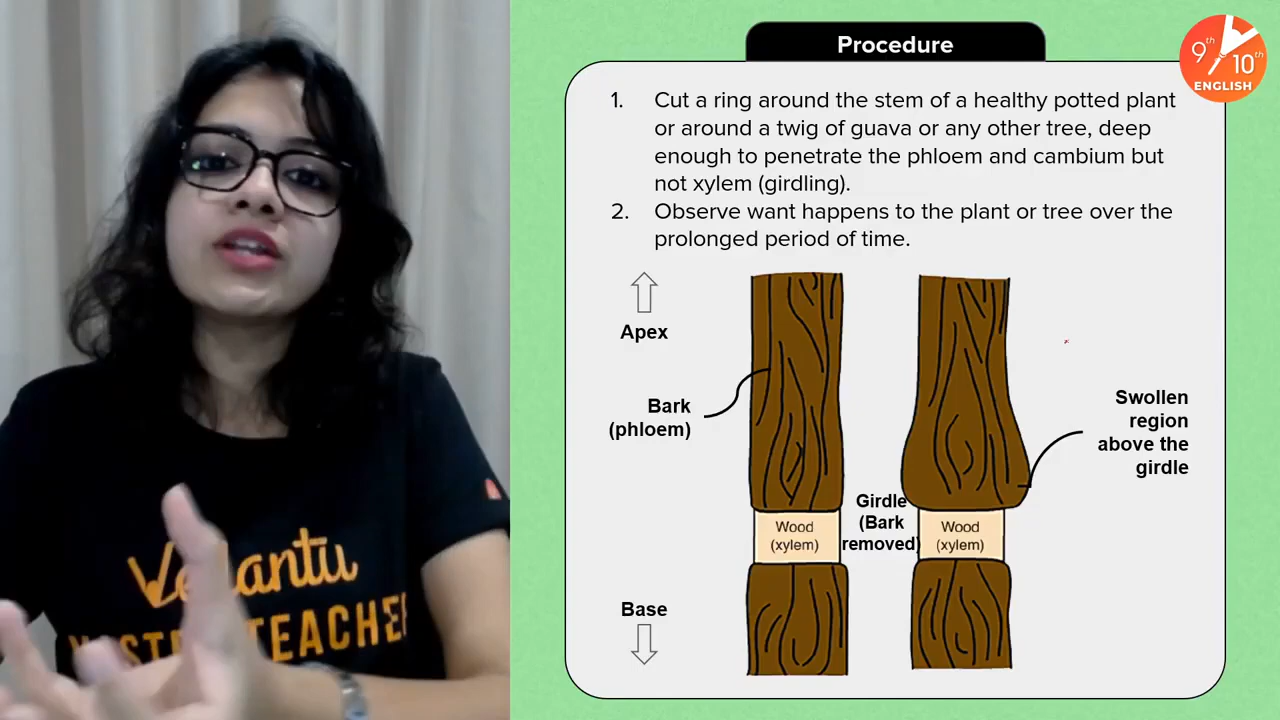 Procedure
9th
10th
ENGLISH
1. Cut a ring around the stem of a healthy potted plant
or around a twig of guava or any other tree, deep
enough to penetrate the phloem and cambium but
not xylem (girdling).
2. Observe want happens to the plant or tree over the
prolonged period of time.
Apex
Bark
(phloem)
Swollen
region
above the
girdle
Girdle
(Bark
removed)
Wood
(xylem)
Wood
(xylem)
Base
TEACHER